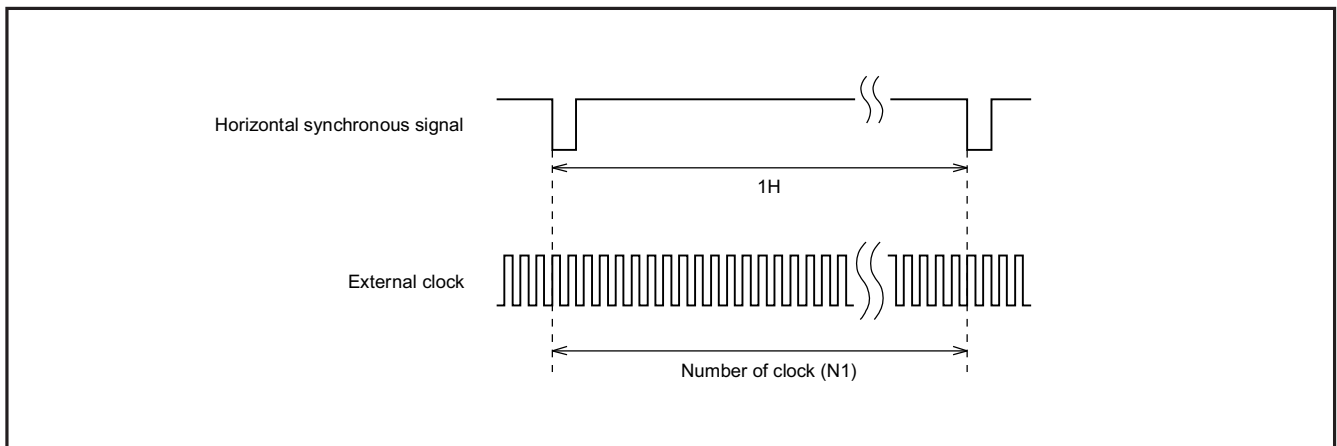 Horizontal synchronous signal
1H
External clock
Number of clock (N1)